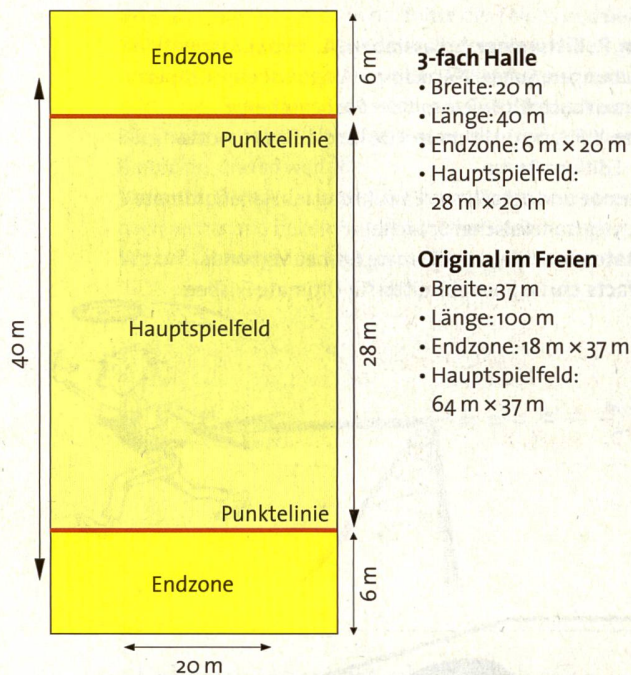 Endzone
6 m
Punktelinie
40 m
Hauptspielfeld
28 m
Punktelinie
Endzone
6 m
20 m
3-fach Halle
• Breite: 20 m
• Länge: 40 m
• Endzone: 6 m × 20 m
• Hauptspielfeld:
28 m × 20 m
Original im Freien
• Breite: 37 m
• Länge: 100 m
• Endzone: 18 m × 37 m
• Hauptspielfeld:
64 m × 37 m